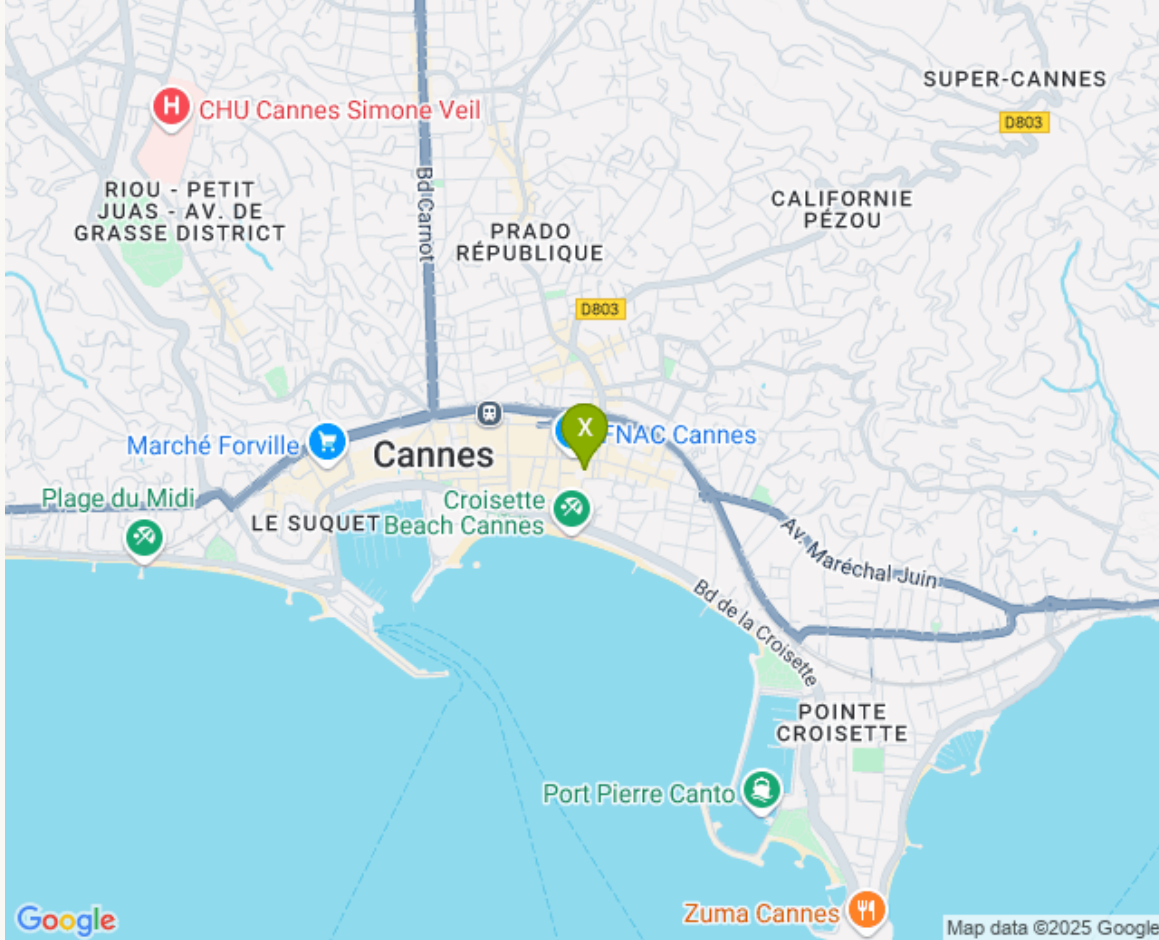 SUPER-CANNES
H
CHU Cannes Simone Veil
D803
Bd Carnot
RIOU - PETIT
JUAS - AV. DE
GRASSE DISTRICT
CALIFORNIE
PÉZOU
PRADO
RÉPUBLIQUE
D803
X
FNAC Cannes
Marché Forville
Cannes
Plage du Midi
Croisette
Beach Cannes
LE SUQUET
Av. Maréchal Juin
Bd de la Croisette
POINTE
CROISETTE
Port Pierre Canto
Zuma Cannes
Google
Map data ©2025 Google